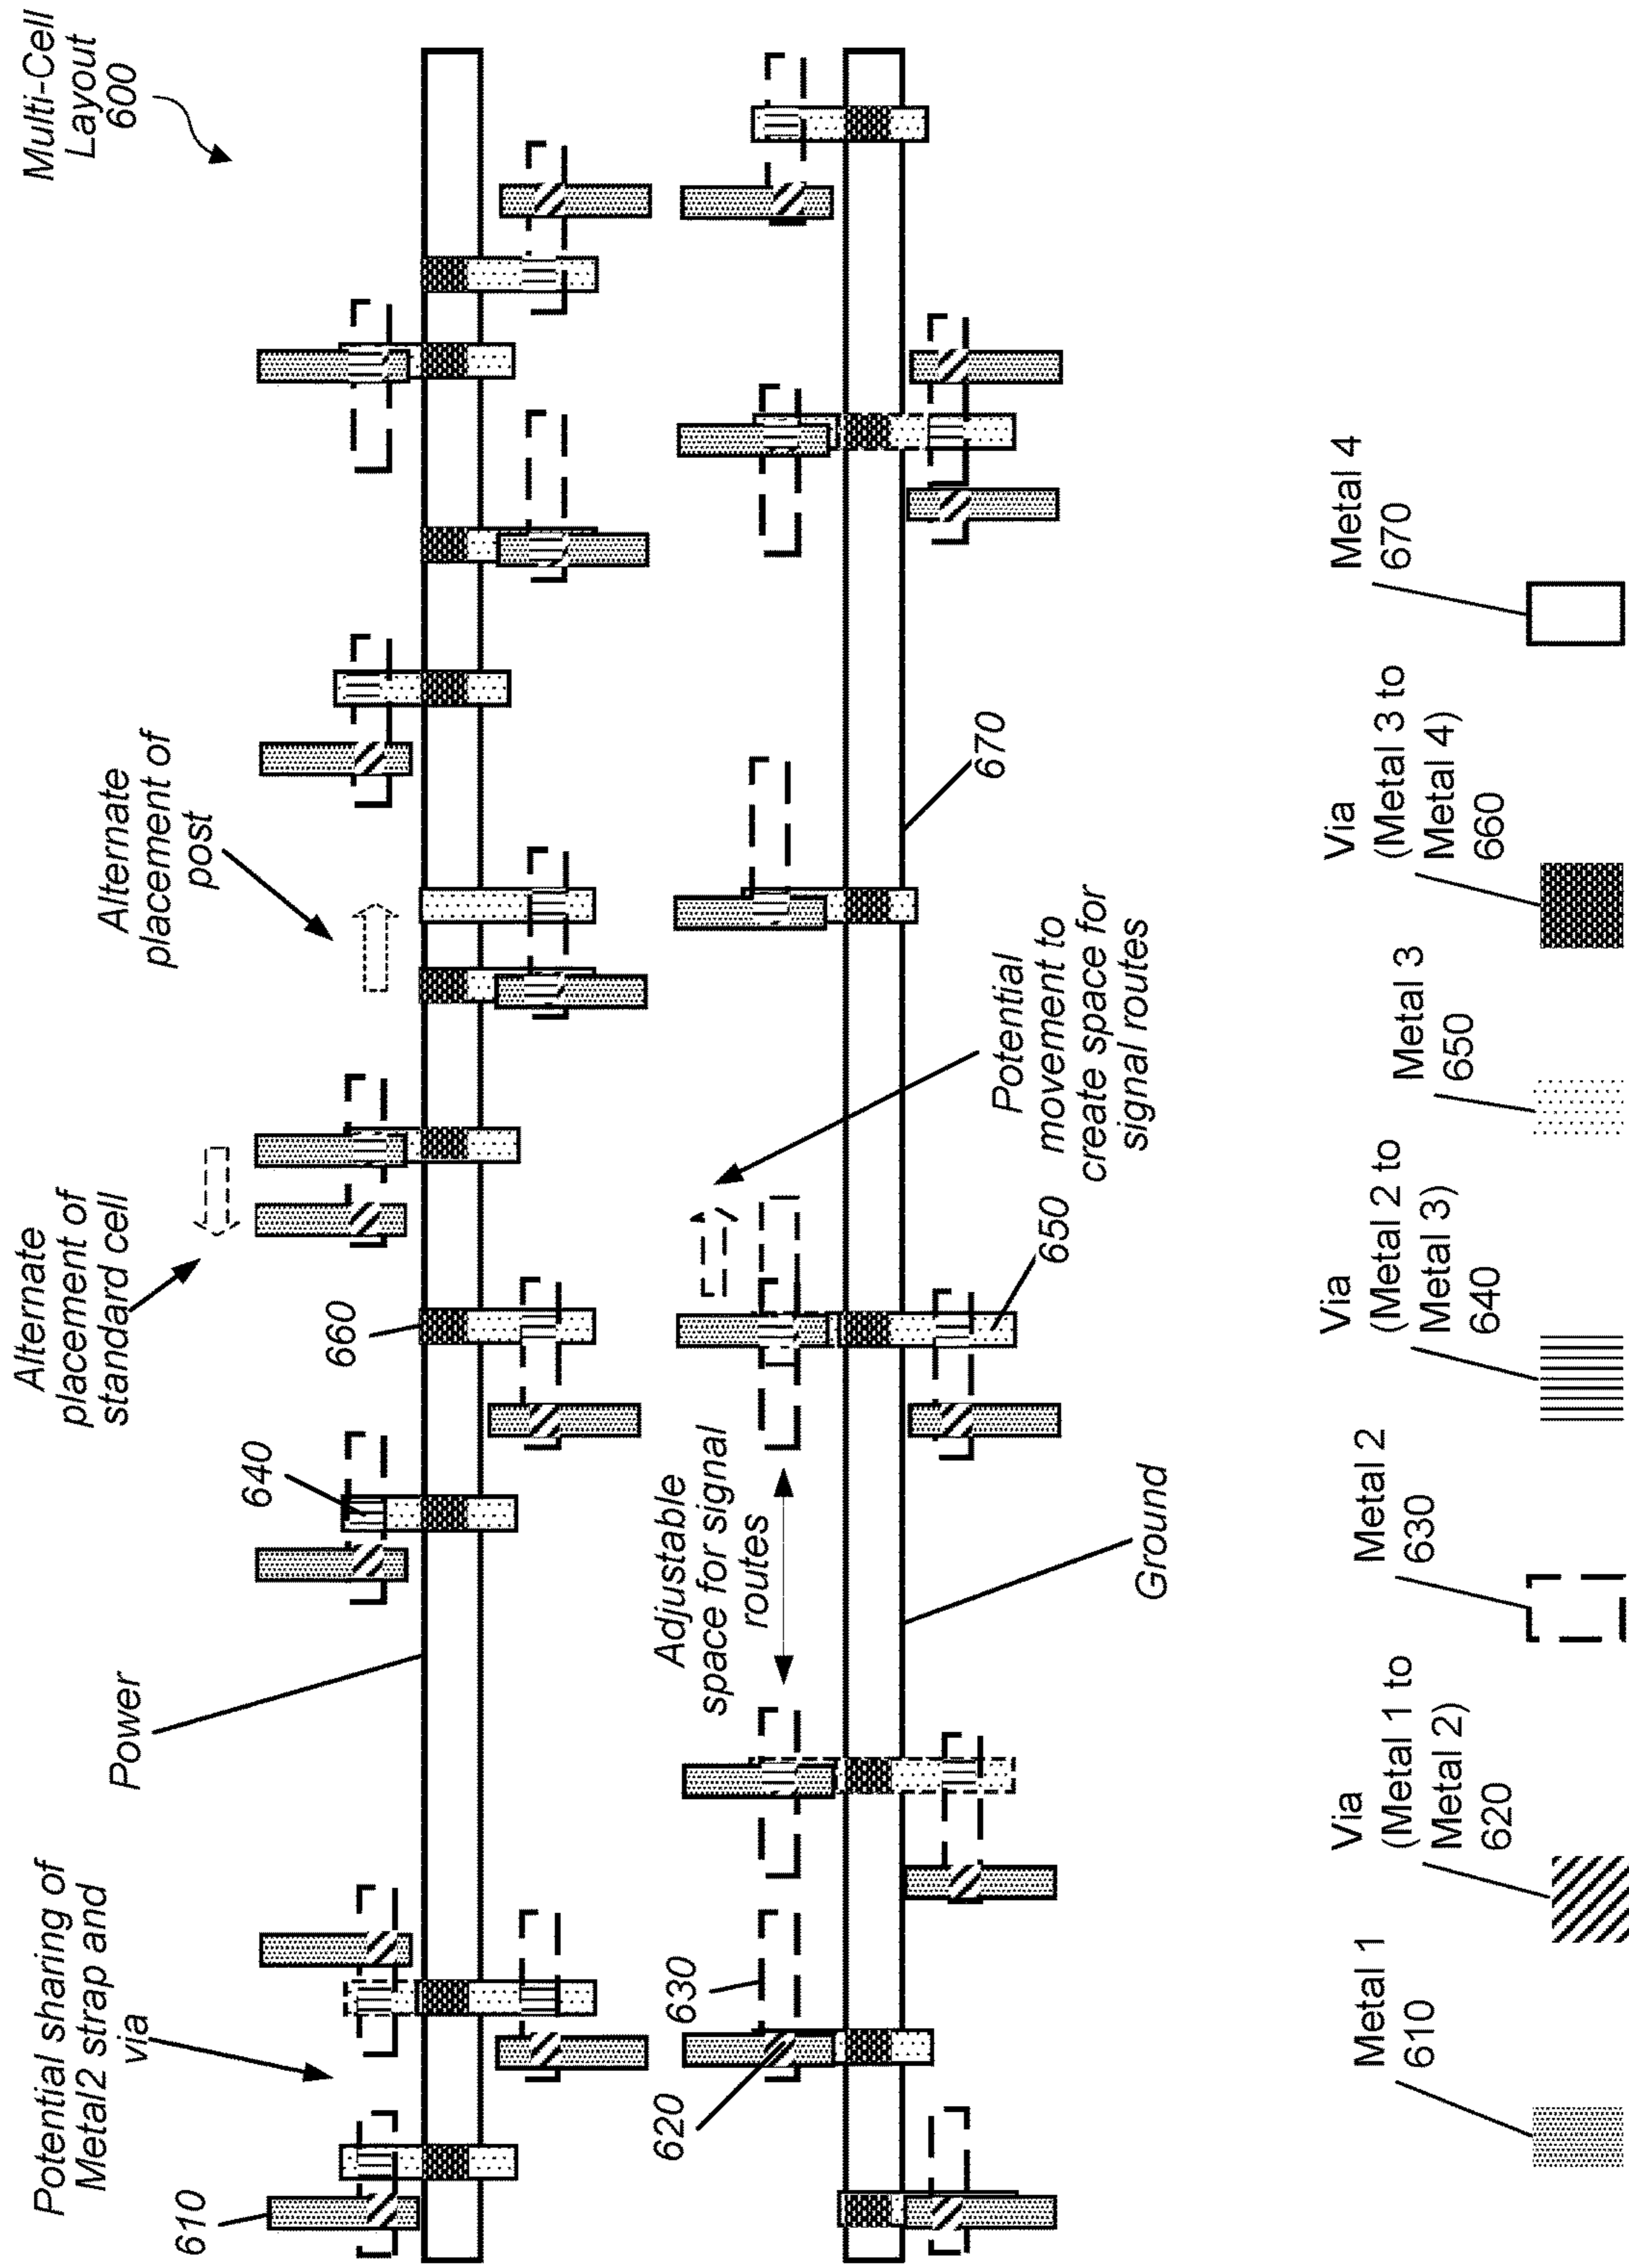 Multi-Cell
Layout
600
Potential sharing of
Metal2 strap and
via
Power
Alternate
placement of
standard cell
Alternate
placement of
post
610
640
660
620
630
Adjustable
space for signal
routes
Potential
movement to
create space for
signal routes
650
670
Ground
Metal 1
610
Via
(Metal 1 to
Metal 2)
620
Metal 2
630
Via
(Metal 2 to
Metal 3)
640
Metal 3
650
Via
(Metal 3 to
Metal 4)
660
Metal 4
670